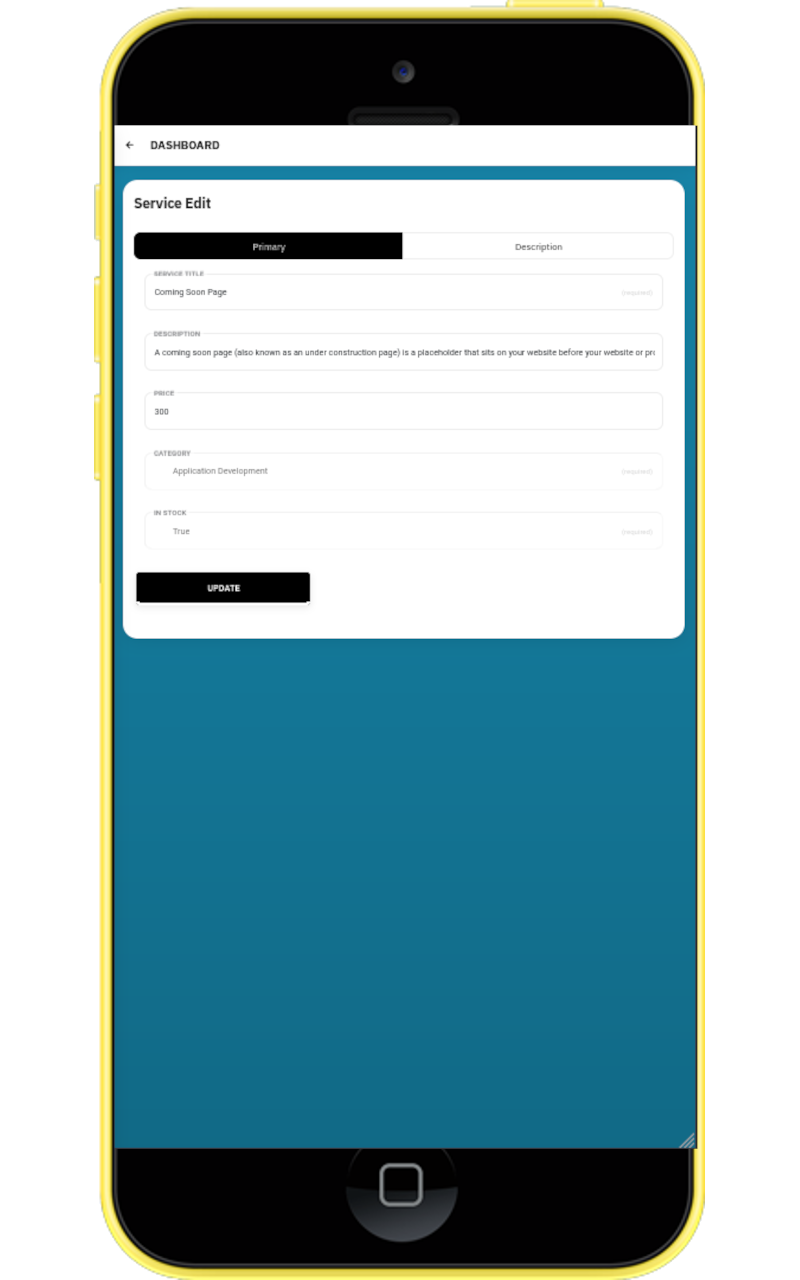 ← DASHBOARD
Service Edit
Primary Description
SERVICE TITLE
Coming Soon Page (required)
DESCRIPTION
A coming soon page (also known as an under construction page) is a placeholder that sits on your website before your website or pro
PRICE
300
CATEGORY
Application Development (required)
IN STOCK
True (required)
UPDATE